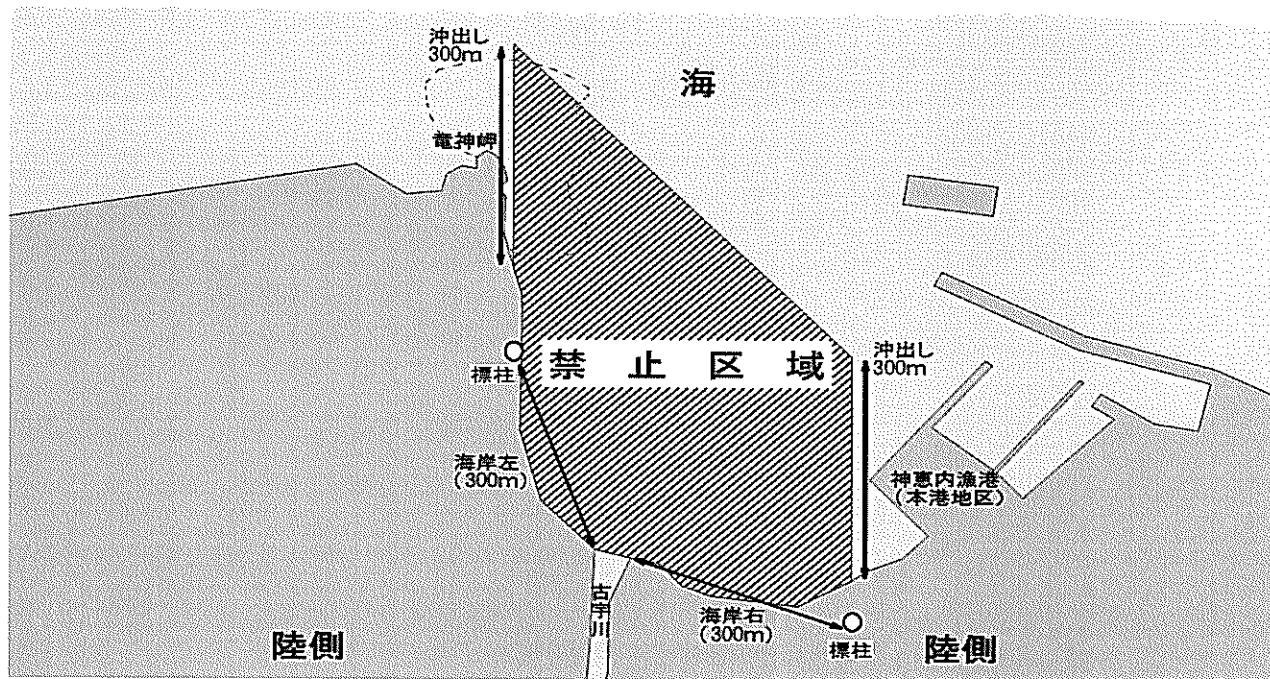 沖出し
300m
海
竜神岬
禁止区域
沖出し
300m
標柱
海岸左
(300m)
神恵内漁港
(本港地区)
古宇川
海岸右
(300m)
標柱
陸側
陸側